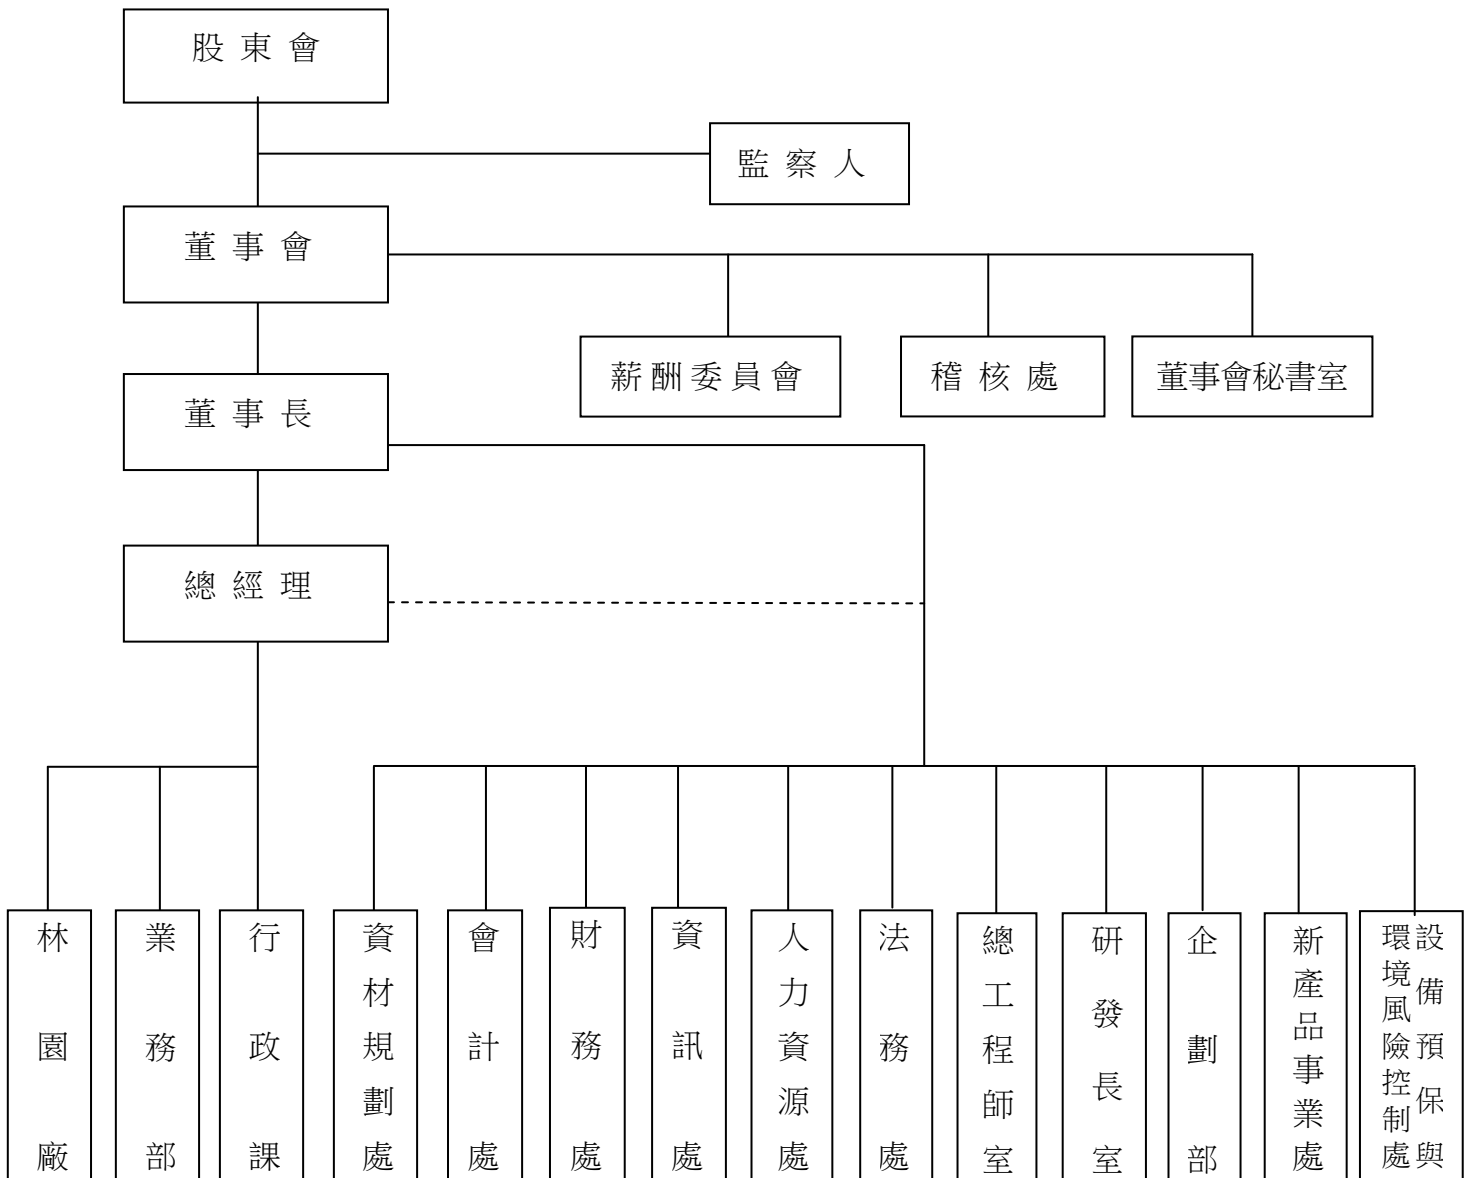 股東會
監察人
董事會
薪酬委員會
稽核處
董事會秘書室
董事長
總經理
林園廠
業務部
行政課
資材規劃處
會計處
財務處
資訊處
人力資源處
法務處
總工程師室
研發長室
企劃部
新產品事業處
設備預保與
環境風險控制處